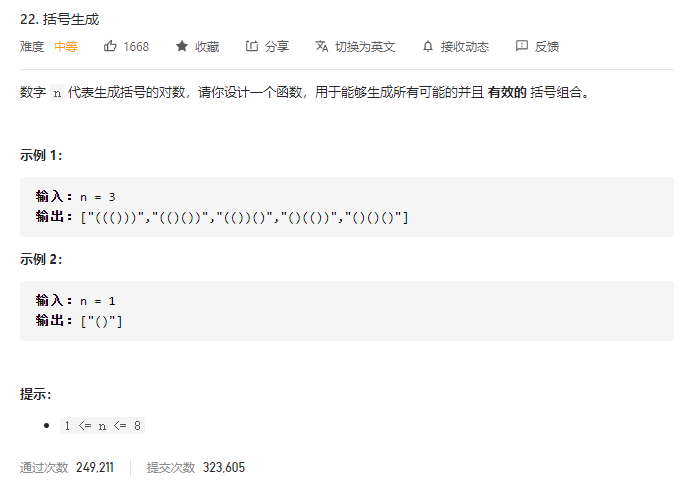 22. 括号生成
难度 中等 1668 收藏 分享 切换为英文 接收动态 反馈
数字 n 代表生成括号的对数，请你设计一个函数，用于能够生成所有可能的并且 有效的 括号组合。
示例 1：
输入：n = 3
输出：["((()))","(()())","(())()","()(())","()()()"]
示例 2：
输入：n = 1
输出：["()"]
提示：
1 <= n <= 8
通过次数 249,211 提交次数 323,605